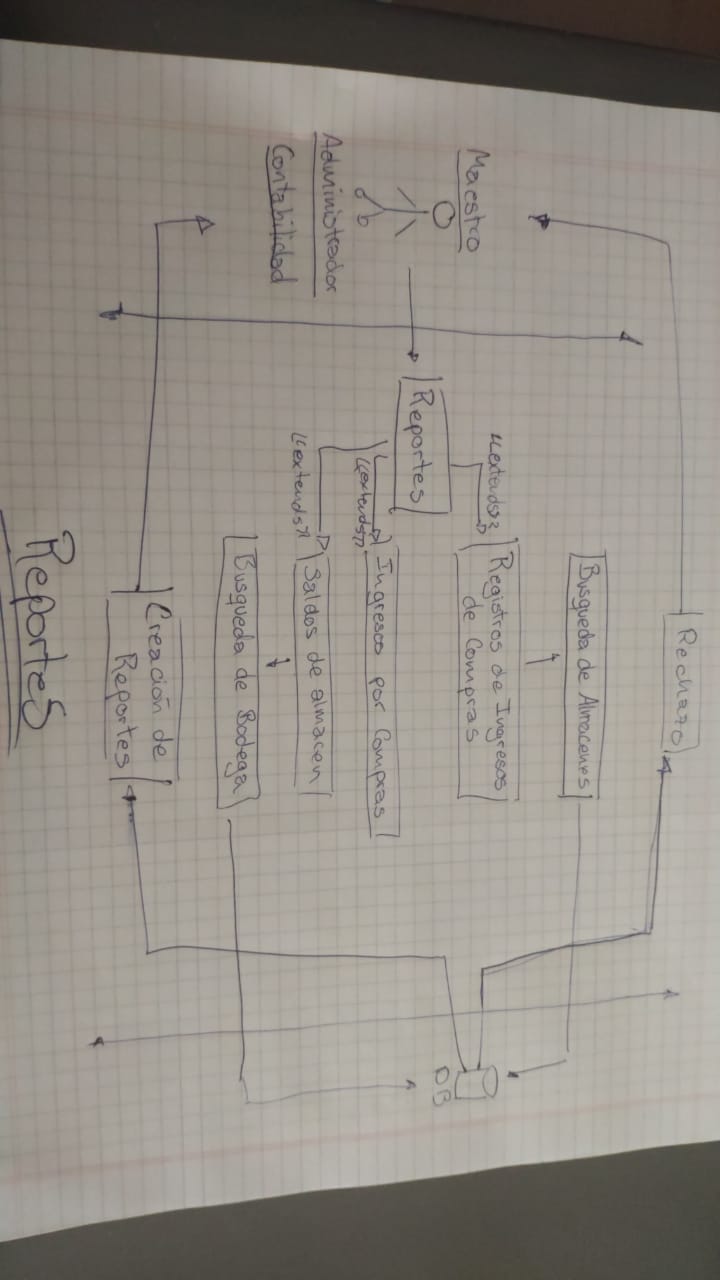 Rechazo
Busqueda de Almacenes
Maestro
<<extends>>
Registros de Ingresos
de Compras
Reportes
<<extends>>
Ingresos por Compras
DB
Administrador
Contabilidad
<<extends>>
Saldos de almacen
Busqueda de Bodega
Creación de
Reportes
Reportes